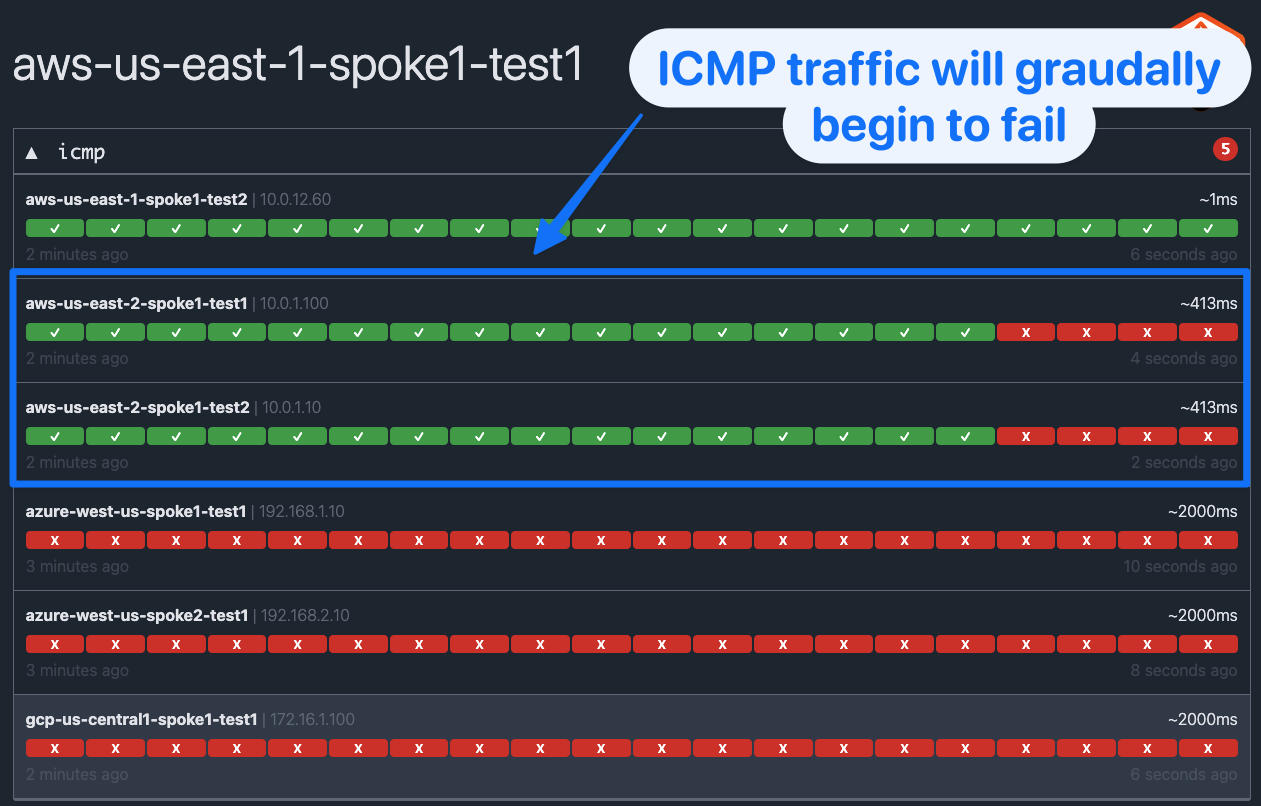 aws-us-east-1-spoke1-test1
ICMP traffic will graudally
begin to fail
▲ icmp 5
aws-us-east-1-spoke1-test2 | 10.0.12.60 ~1ms
✓ ✓ ✓ ✓ ✓ ✓ ✓ ✓ ✓ ✓ ✓ ✓ ✓ ✓ ✓ ✓ ✓ ✓ ✓ ✓
2 minutes ago 6 seconds ago
aws-us-east-2-spoke1-test1 | 10.0.1.100 ~413ms
✓ ✓ ✓ ✓ ✓ ✓ ✓ ✓ ✓ ✓ ✓ ✓ ✓ ✓ ✓ ✓ x x x x
2 minutes ago 4 seconds ago
aws-us-east-2-spoke1-test2 | 10.0.1.10 ~413ms
✓ ✓ ✓ ✓ ✓ ✓ ✓ ✓ ✓ ✓ ✓ ✓ ✓ ✓ ✓ ✓ x x x x
2 minutes ago 2 seconds ago
azure-west-us-spoke1-test1 | 192.168.1.10 ~2000ms
x x x x x x x x x x x x x x x x x x x x
3 minutes ago 10 seconds ago
azure-west-us-spoke2-test1 | 192.168.2.10 ~2000ms
x x x x x x x x x x x x x x x x x x x x
3 minutes ago 8 seconds ago
gcp-us-central1-spoke1-test1 | 172.16.1.100 ~2000ms
x x x x x x x x x x x x x x x x x x x x
2 minutes ago 6 seconds ago